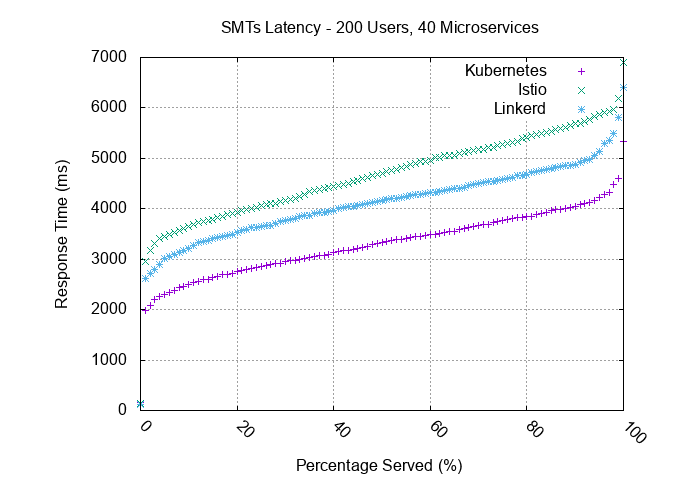 SMTs Latency - 200 Users, 40 Microservices
Kubernetes
Istio
Linkerd
7000
6000
5000
4000
3000
2000
1000
0
Response Time (ms)
0
20
40
60
80
100
Percentage Served (%)